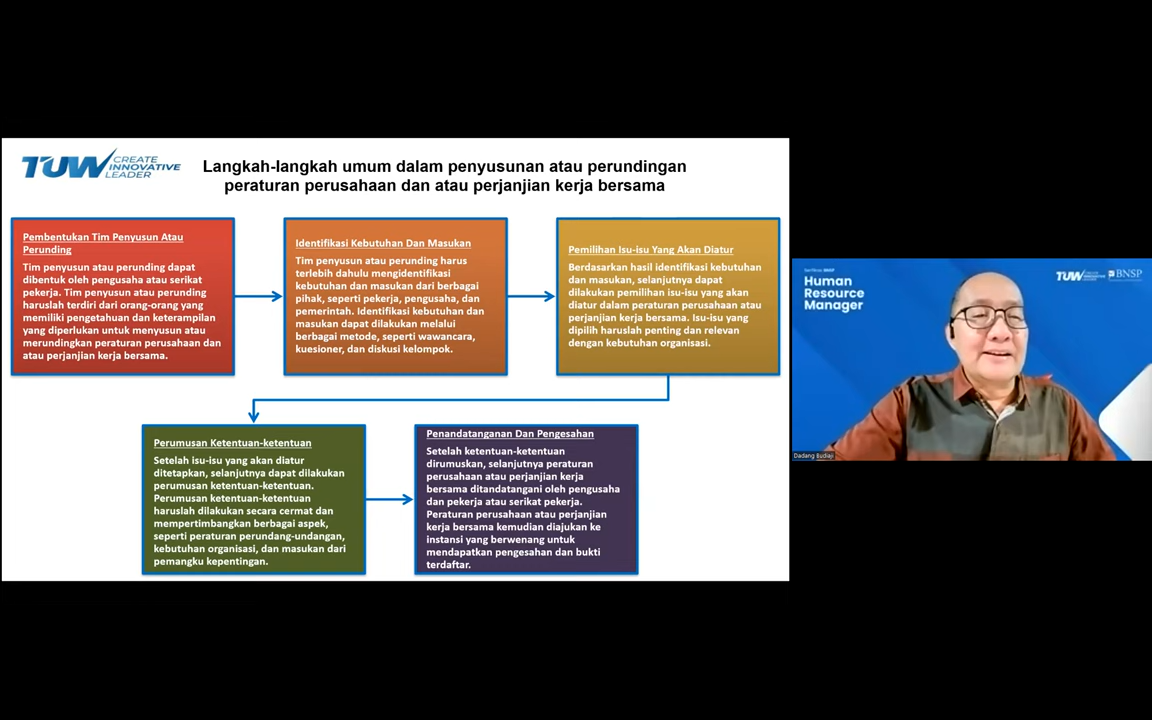 TUW CREATE
INNOVATIVE
LEADER
Langkah-langkah umum dalam penyusunan atau perundingan
peraturan perusahaan dan atau perjanjian kerja bersama
Pembentukan Tim Penyusun Atau
Perunding
Tim penyusun atau perunding dapat
dibentuk oleh pengusaha atau serikat
pekerja. Tim penyusun atau perunding
haruslah terdiri dari orang-orang yang
memiliki pengetahuan dan keterampilan
yang diperlukan untuk menyusun atau
merundingkan peraturan perusahaan dan
atau perjanjian kerja bersama.
Identifikasi Kebutuhan Dan Masukan
Tim penyusun atau perunding harus
terlebih dahulu mengidentifikasi
kebutuhan dan masukan dari berbagai
pihak, seperti pekerja, pengusaha, dan
pemerintah. Identifikasi kebutuhan dan
masukan dapat dilakukan melalui
berbagai metode, seperti wawancara,
kuesioner, dan diskusi kelompok.
Pemilihan Isu-isu Yang Akan Diatur
Berdasarkan hasil identifikasi kebutuhan
dan masukan, selanjutnya dapat
dilakukan pemilihan isu-isu yang akan
diatur dalam peraturan perusahaan atau
perjanjian kerja bersama. Isu-isu yang
dipilih haruslah penting dan relevan
dengan kebutuhan organisasi.
Perumusan Ketentuan-ketentuan
Setelah isu-isu yang akan diatur
ditetapkan, selanjutnya dapat dilakukan
perumusan ketentuan-ketentuan.
Perumusan ketentuan-ketentuan
haruslah dilakukan secara cermat dan
mempertimbangkan berbagai aspek,
seperti peraturan perundang-undangan,
kebutuhan organisasi, dan masukan dari
pemangku kepentingan.
Penandatanganan Dan Pengesahan
Setelah ketentuan-ketentuan
dirumuskan, selanjutnya peraturan
perusahaan atau perjanjian kerja
bersama ditandatangani oleh pengusaha
dan pekerja atau serikat pekerja.
Peraturan perusahaan atau perjanjian
kerja bersama kemudian diajukan ke
instansi yang berwenang untuk
mendapatkan pengesahan dan bukti
terdaftar.
Human
Resource
Manager
TUW
BNSP
Dadang Budiaji